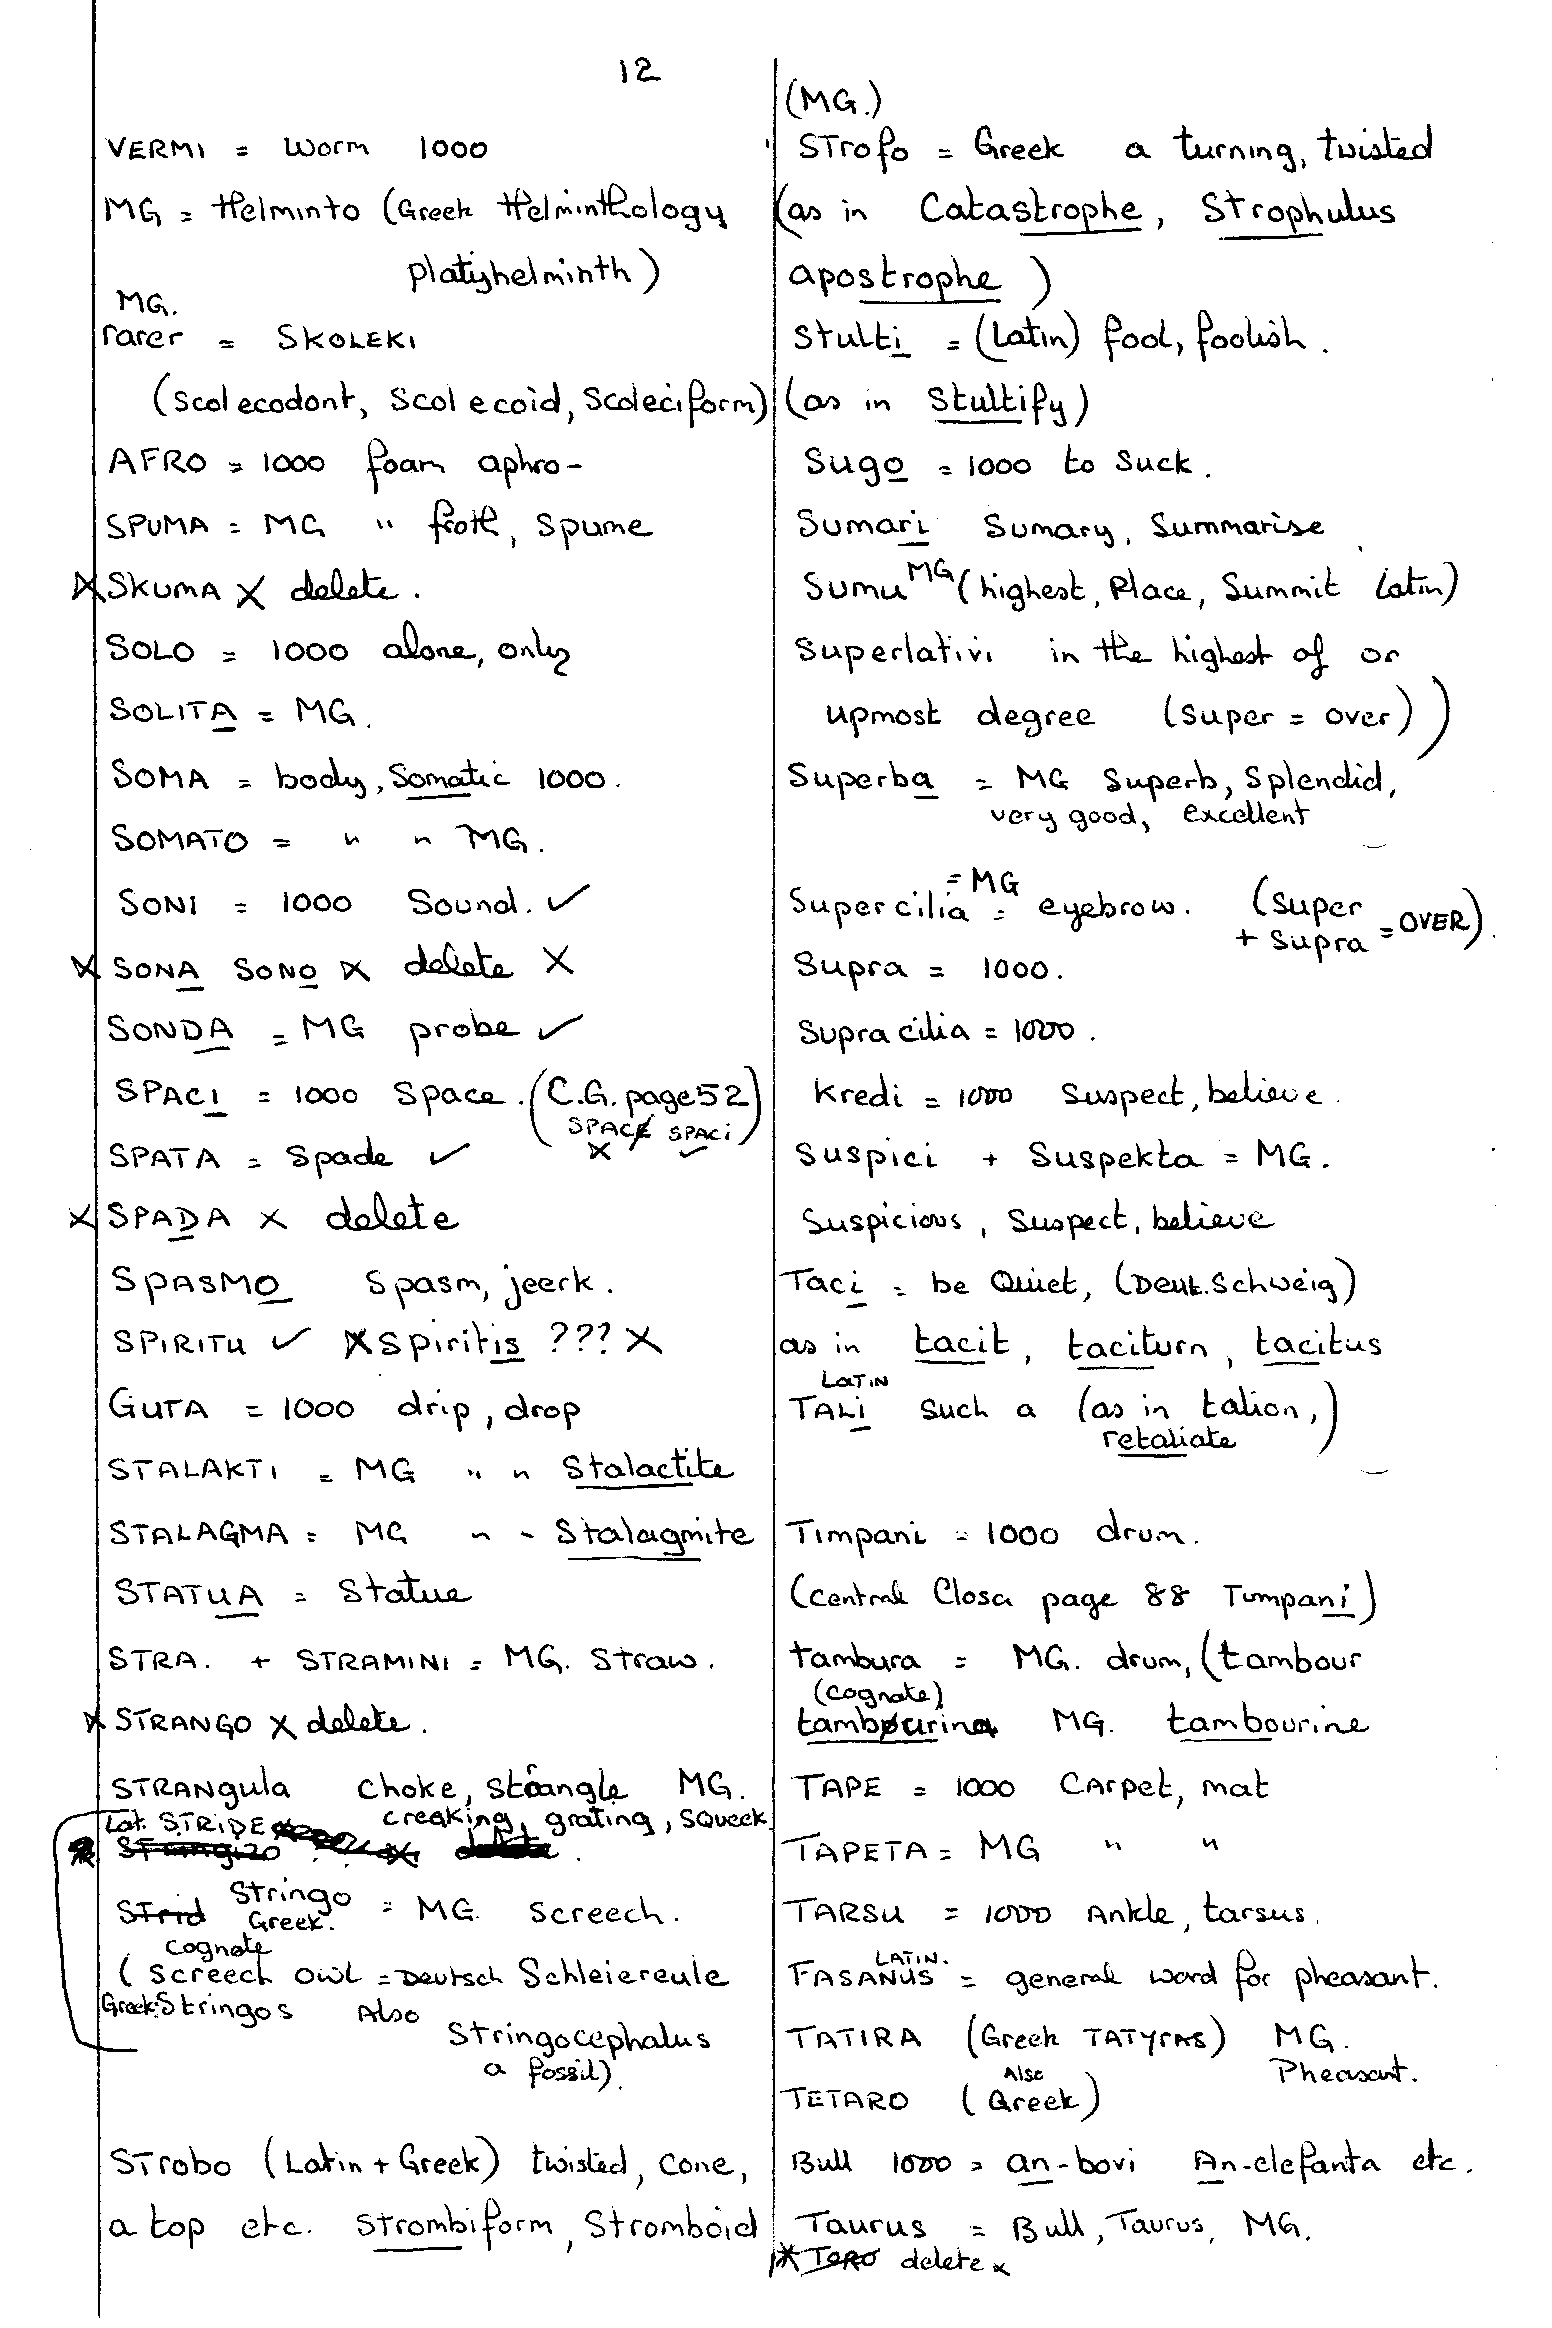 12
VERMI = Worm 1000
MG = Helminto (Greek Helminthology
platyhelminth)
MG.
rarer = SKOLEKI
(Scolecodont, Scolecoid, Scoleciform)
AFRO = 1000 foam aphro-
SPUMA = MG " froth, Spume
X SKUMA X delete.
SOLO = 1000 alone, only
SOLITA = MG.
SOMA = body, Somatic 1000.
SOMATO = " " MG.
SONI = 1000 Sound. ✓
X SONA SONO X delete X
SONDA = MG probe ✓
SPACI = 1000 Space. (C.G. page 52)
SPACE SPACi
X ✓
SPATA = Spade ✓
X SPADA X delete
SPASMO Spasm, jeerk.
SPIRITU ✓ X Spiritis ??? X
GUTA = 1000 drip, drop
STALAKTI = MG " " Stalactite
STALAGMA = MG " " Stalagmite
STATUA = Statue
STRA. + STRAMINI = MG. Straw.
X STRANGO X delete.
STRANgula choke, strangle MG.
Lat. STRIDE creaking, grating, squeek
Strid Stringo = MG. Screech.
Greek.
cognate
(Screech owl = Deutsch Schleiereule
Greek Stringos Also
Stringocephalus
a fossil).
STrobo (Latin + Greek) twisted, cone,
a top etc. Strombiform, Stromboid
(MG.)
STrofo = Greek a turning, twisted
(as in Catastrophe, Strophulus
apostrophe)
Stulti = (Latin) fool, foolish.
(as in Stultify)
Sugo = 1000 to suck.
Sumari Sumary, Summarise
Sumu MG (highest, Place, Summit Latin)
Superlativi in the highest of or
upmost degree (super = over))
Superba = MG Superb, Splendid,
very good, excellent
= MG
Supercilia = eyebrow. (Super
+ Supra = OVER).
Supra = 1000.
Supracilia = 1000.
Kredi = 1000 Suspect, believe.
Suspici + Suspekta = MG.
Suspicious, Suspect, believe
Taci = be Quiet, (Deut. Schweig)
as in tacit, taciturn, tacitus
LATIN
TALi such a (as in talion,)
retaliate
Timpani = 1000 drum.
(Central Glosa page 88 Tumpani)
tambura = MG. drum, (tambour
(cognate)
tamburina MG. tambourine
TAPE = 1000 CArpet, mat
TAPETA = MG " "
TARSU = 1000 Ankle, tarsus.
LATIN.
FASANUS = general word for pheasant.
TATIRA (Greek TATyras) MG.
Also Pheasant.
TETARO (Greek)
Bull 1000 = an-bovi An-elefanta etc.
Taurus = Bull, Taurus, MG.
X TORO delete x